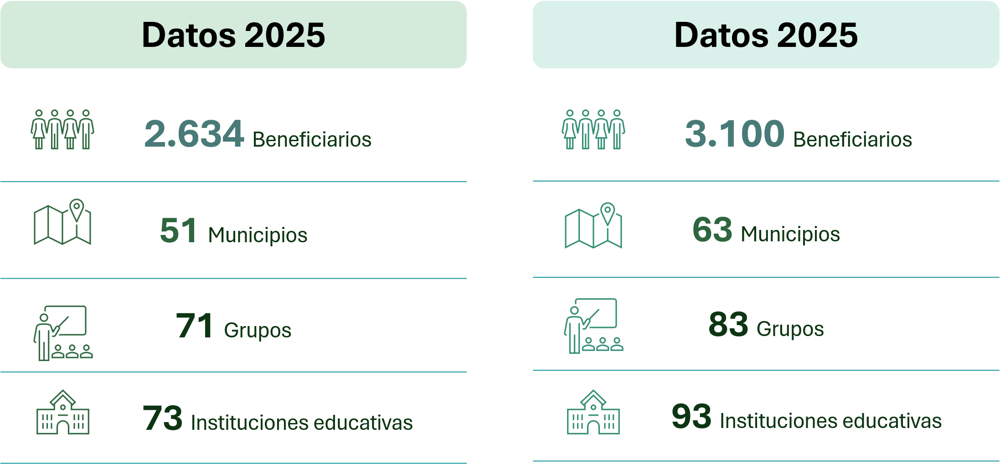 Datos 2025
2.634 Beneficiarios
51 Municipios
71 Grupos
73 Instituciones educativas
Datos 2025
3.100 Beneficiarios
63 Municipios
83 Grupos
93 Instituciones educativas